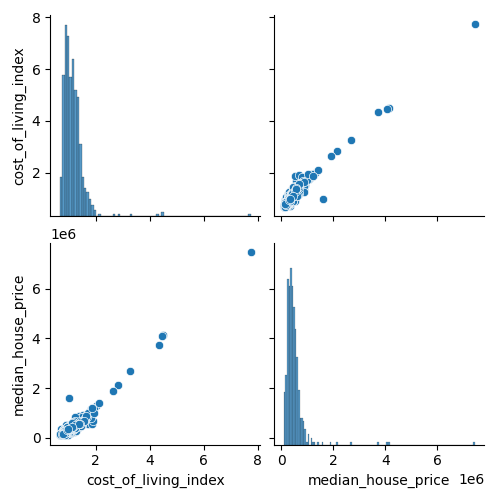 8
6
4
2
cost_of_living_index
1e6
6
4
2
0
median_house_price
2 4 6 8
cost_of_living_index
0 2 4 6
median_house_price 1e6